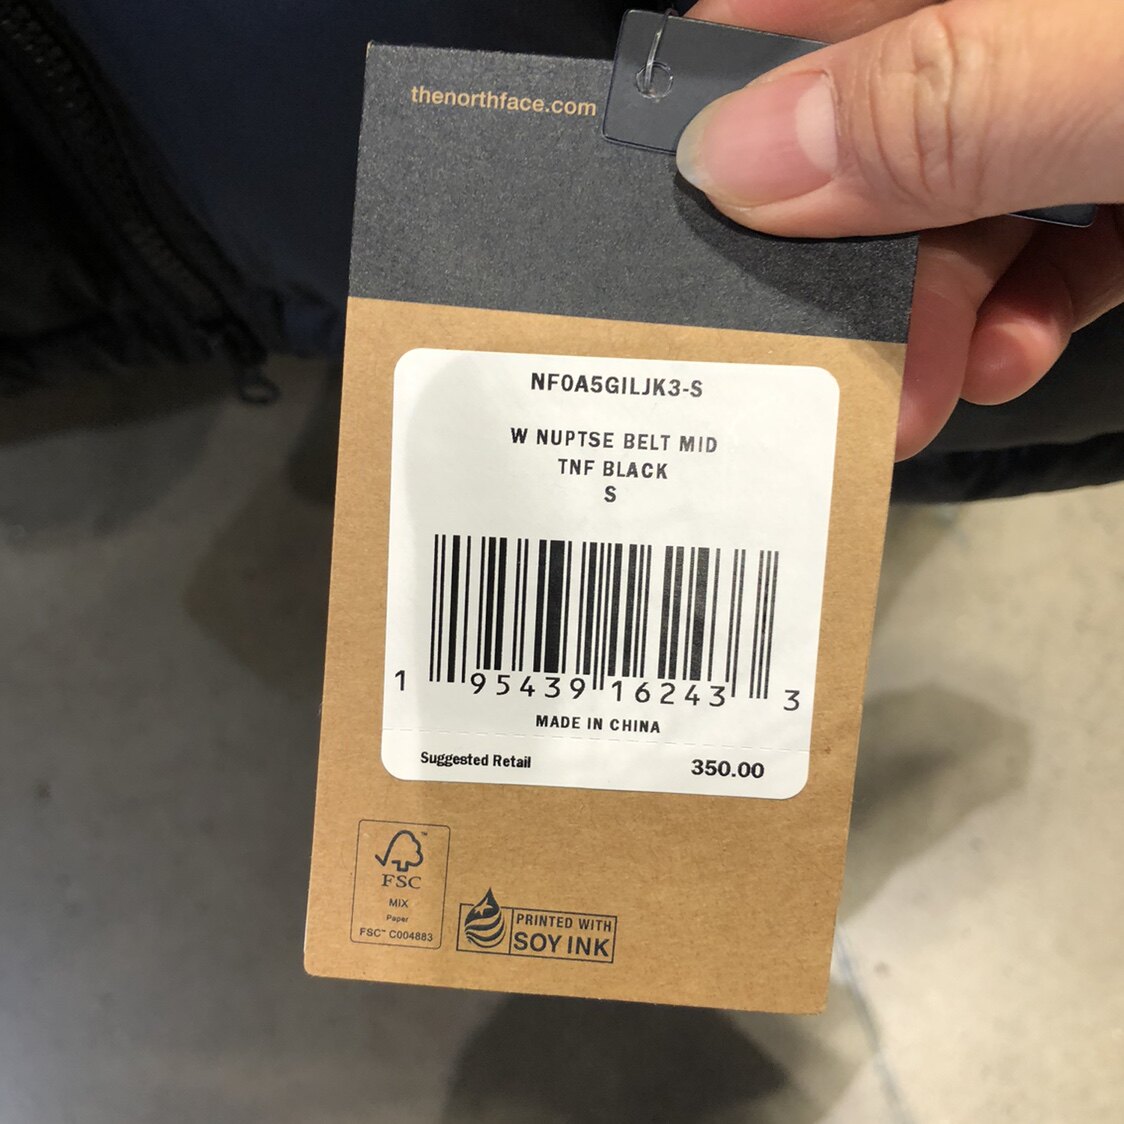 thenorthface.com
NF0A5GILJK3-S
W NUPTSE BELT MID
TNF BLACK
S
1 95439 16243 3
MADE IN CHINA
Suggested Retail 350.00
FSC
MIX
Paper
FSC™ C004883
PRINTED WITH
SOY INK